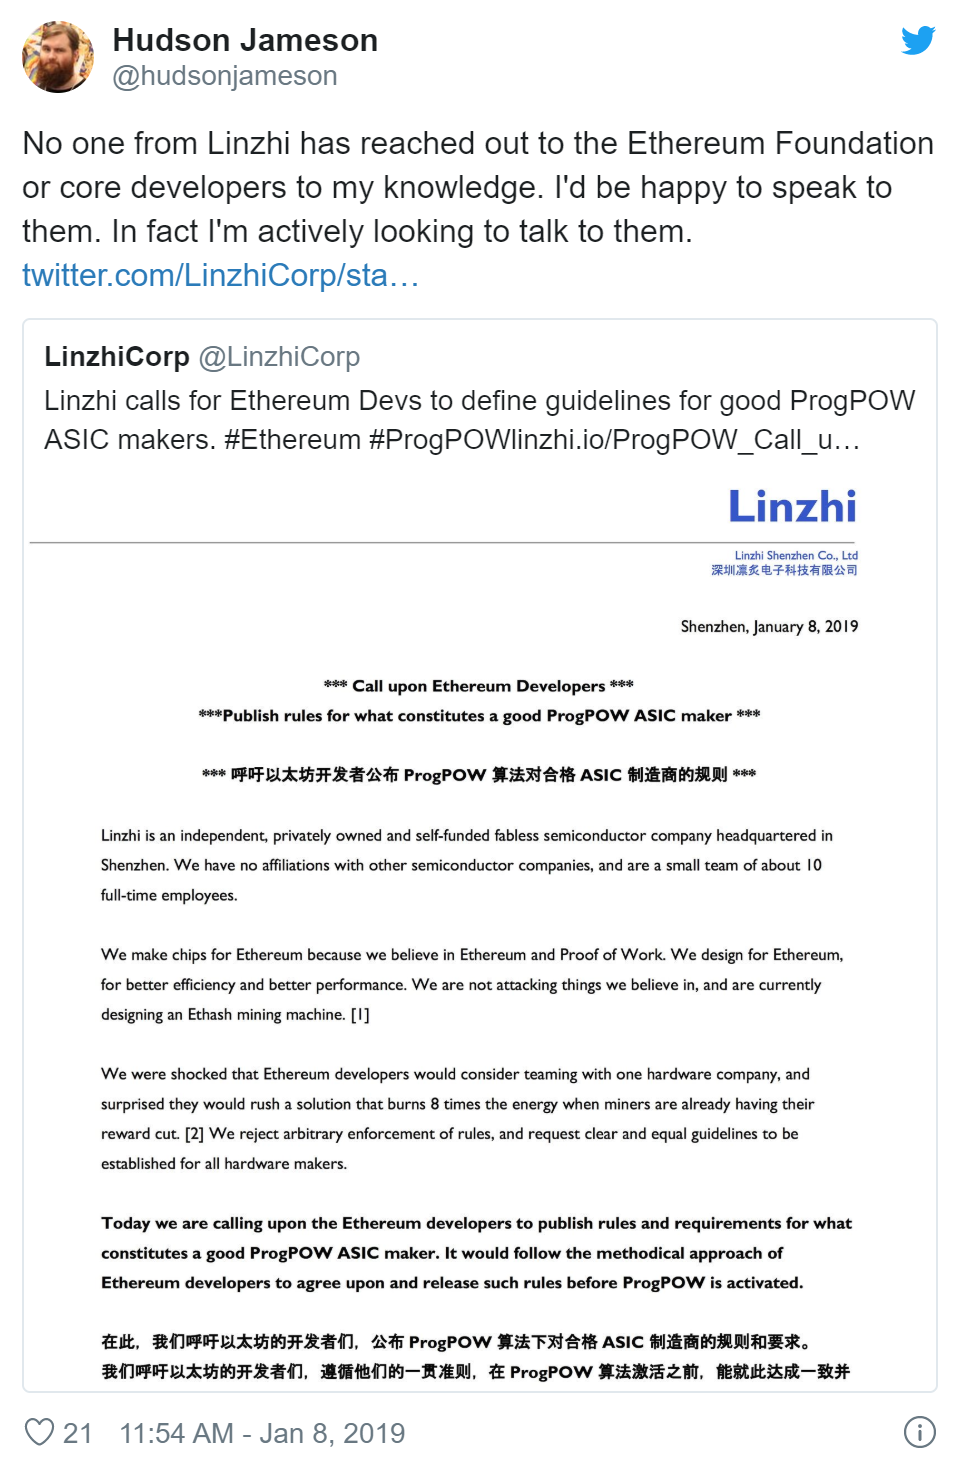 Hudson Jameson
@hudsonjameson
No one from Linzhi has reached out to the Ethereum Foundation
or core developers to my knowledge. I'd be happy to speak to
them. In fact I'm actively looking to talk to them.
twitter.com/LinzhiCorp/sta…
LinzhiCorp @LinzhiCorp
Linzhi calls for Ethereum Devs to define guidelines for good ProgPOW
ASIC makers. #Ethereum #ProgPOWlinzhi.io/ProgPOW_Call_u…
Linzhi
Linzhi Shenzhen Co., Ltd
深圳凛炙电子科技有限公司
Shenzhen, January 8, 2019
*** Call upon Ethereum Developers ***
***Publish rules for what constitutes a good ProgPOW ASIC maker ***
*** 呼吁以太坊开发者公布 ProgPOW 算法对合格 ASIC 制造商的规则 ***
Linzhi is an independent, privately owned and self-funded fabless semiconductor company headquartered in
Shenzhen. We have no affiliations with other semiconductor companies, and are a small team of about 10
full-time employees.
We make chips for Ethereum because we believe in Ethereum and Proof of Work. We design for Ethereum,
for better efficiency and better performance. We are not attacking things we believe in, and are currently
designing an Ethash mining machine. [1]
We were shocked that Ethereum developers would consider teaming with one hardware company, and
surprised they would rush a solution that burns 8 times the energy when miners are already having their
reward cut. [2] We reject arbitrary enforcement of rules, and request clear and equal guidelines to be
established for all hardware makers.
Today we are calling upon the Ethereum developers to publish rules and requirements for what
constitutes a good ProgPOW ASIC maker. It would follow the methodical approach of
Ethereum developers to agree upon and release such rules before ProgPOW is activated.
在此，我们呼吁以太坊的开发者们，公布 ProgPOW 算法下对合格 ASIC 制造商的规则和要求。
我们呼吁以太坊的开发者们，遵循他们的一贯准则，在 ProgPOW 算法激活之前，能就此达成一致并
21 11:54 AM - Jan 8, 2019